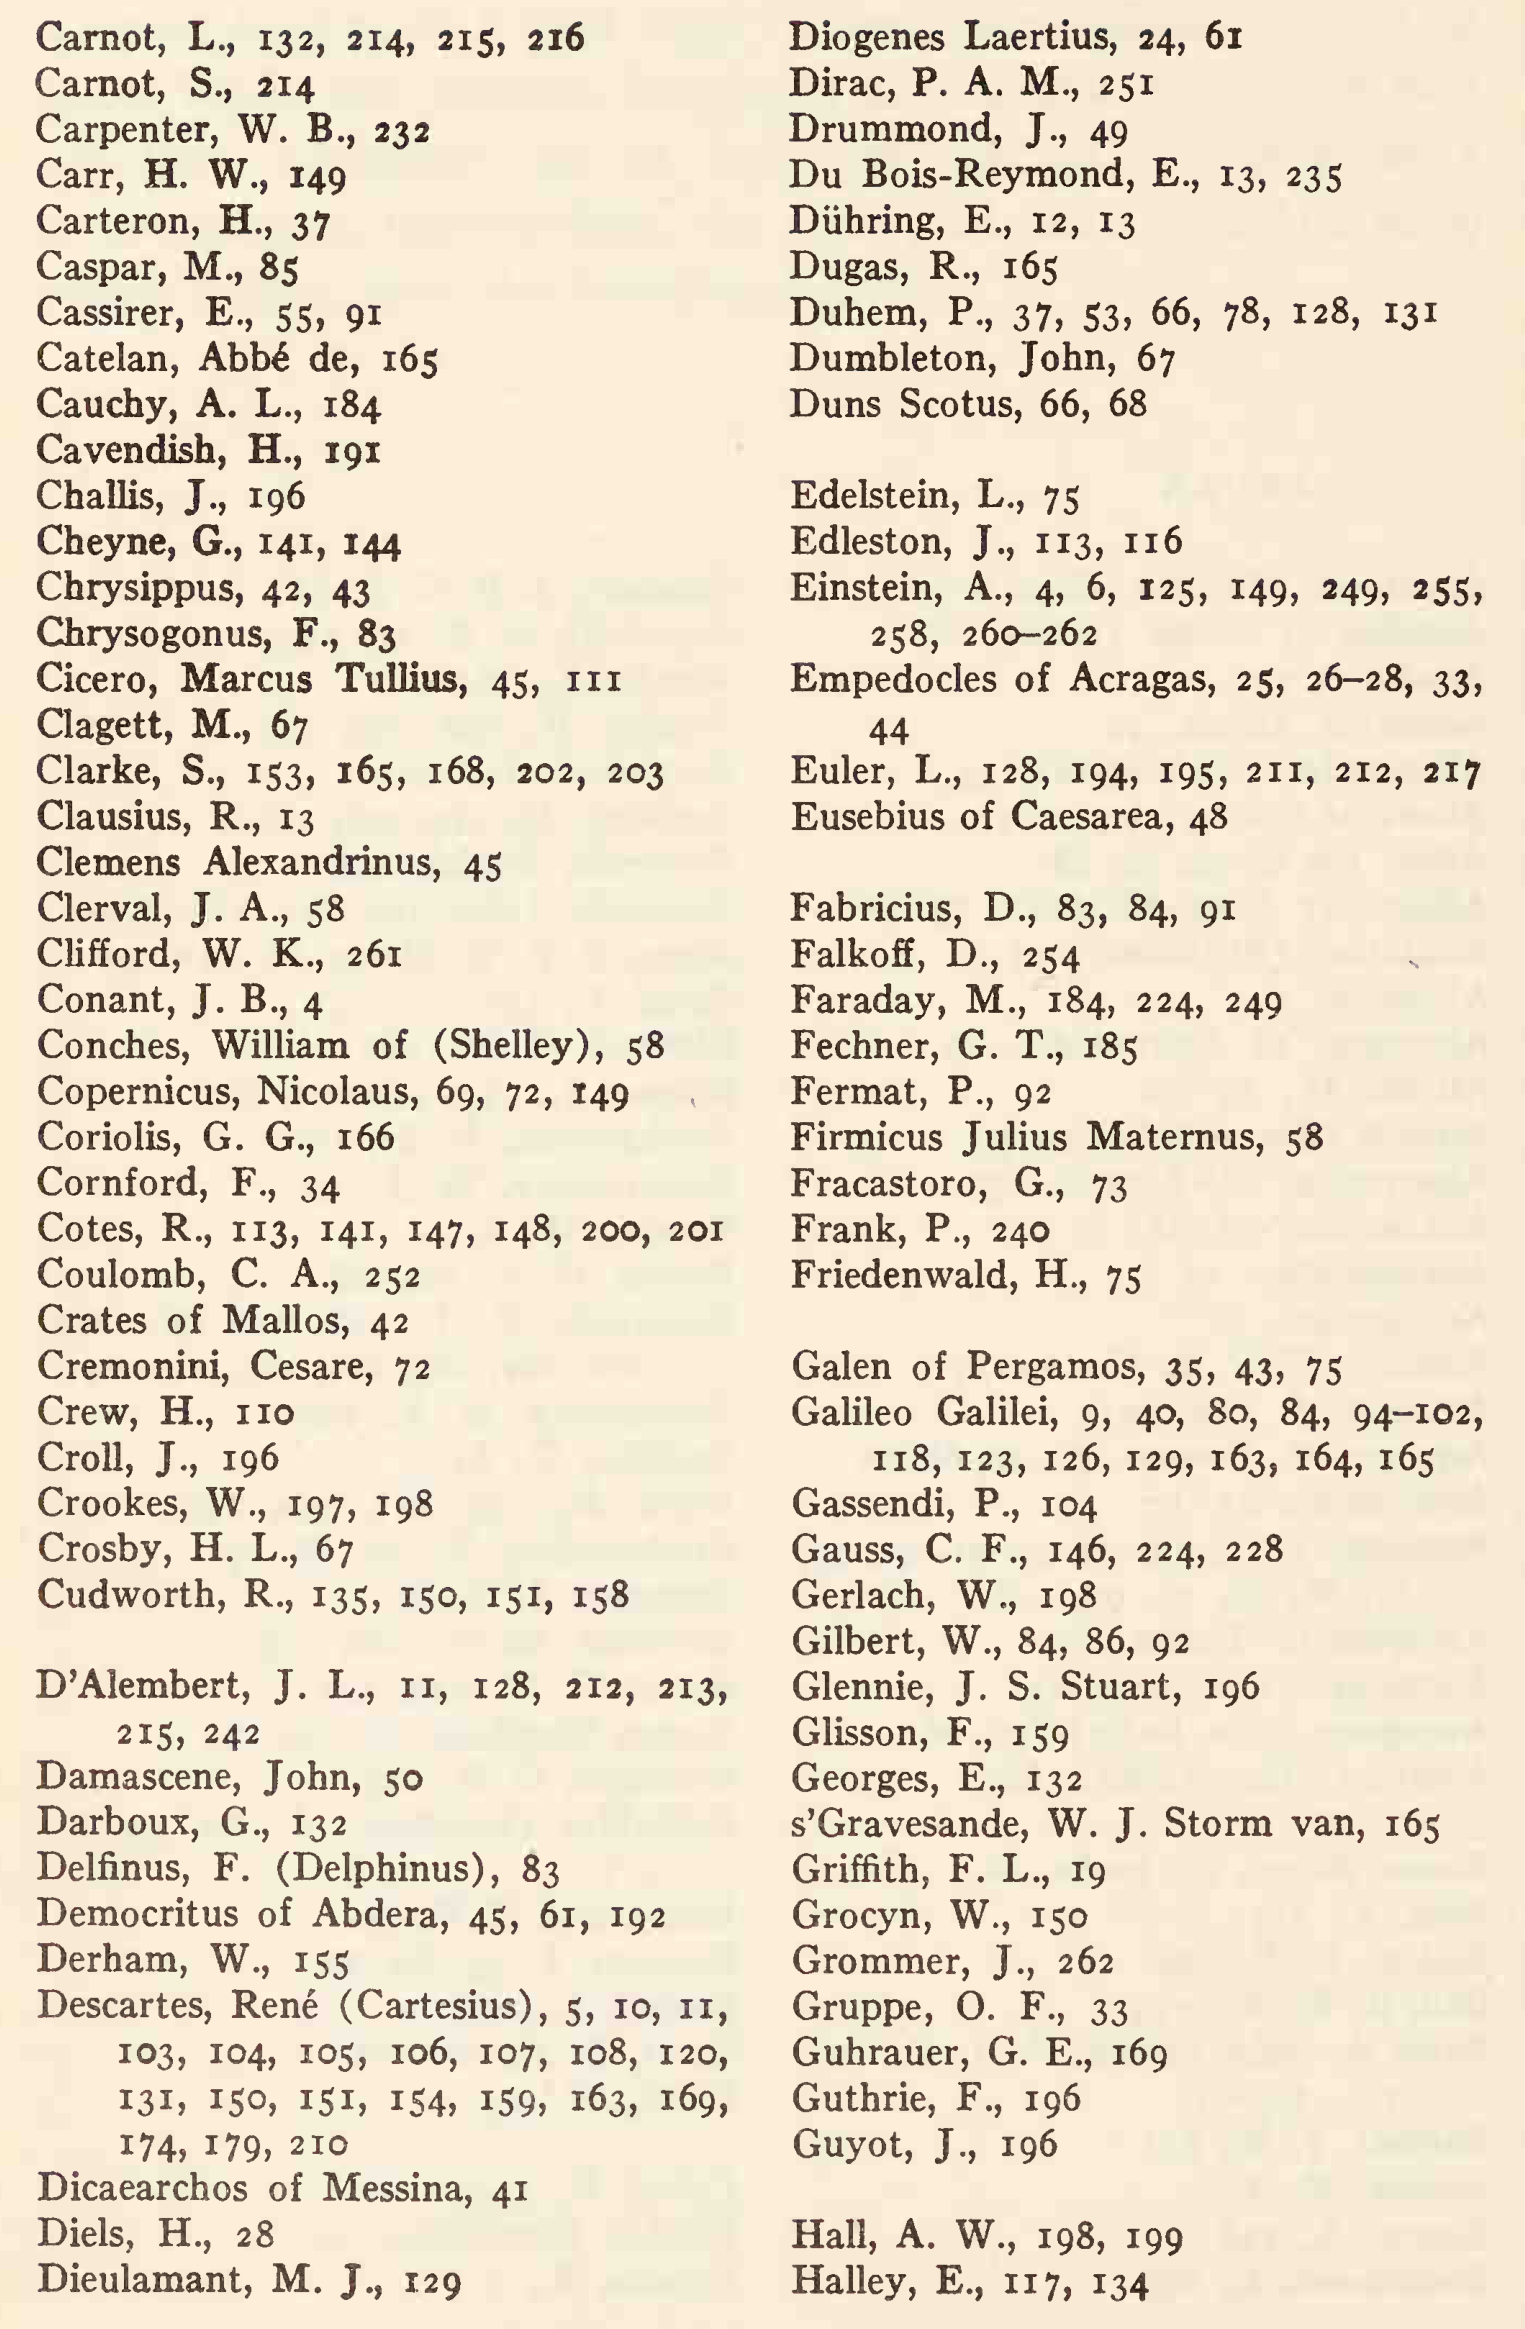 Carnot, L., 132, 214, 215, 216
Carnot, S., 214
Carpenter, W. B., 232
Carr, H. W., 149
Carteron, H., 37
Caspar, M., 85
Cassirer, E., 55, 91
Catelan, Abbé de, 165
Cauchy, A. L., 184
Cavendish, H., 191
Challis, J., 196
Cheyne, G., 141, 144
Chrysippus, 42, 43
Chrysogonus, F., 83
Cicero, Marcus Tullius, 45, 111
Clagett, M., 67
Clarke, S., 153, 165, 168, 202, 203
Clausius, R., 13
Clemens Alexandrinus, 45
Clerval, J. A., 58
Clifford, W. K., 261
Conant, J. B., 4
Conches, William of (Shelley), 58
Copernicus, Nicolaus, 69, 72, 149
Coriolis, G. G., 166
Cornford, F., 34
Cotes, R., 113, 141, 147, 148, 200, 201
Coulomb, C. A., 252
Crates of Mallos, 42
Cremonini, Cesare, 72
Crew, H., 110
Croll, J., 196
Crookes, W., 197, 198
Crosby, H. L., 67
Cudworth, R., 135, 150, 151, 158
D'Alembert, J. L., 11, 128, 212, 213,
215, 242
Damascene, John, 50
Darboux, G., 132
Delfinus, F. (Delphinus), 83
Democritus of Abdera, 45, 61, 192
Derham, W., 155
Descartes, René (Cartesius), 5, 10, 11,
103, 104, 105, 106, 107, 108, 120,
131, 150, 151, 154, 159, 163, 169,
174, 179, 210
Dicaearchos of Messina, 41
Diels, H., 28
Dieulamant, M. J., 129
Diogenes Laertius, 24, 61
Dirac, P. A. M., 251
Drummond, J., 49
Du Bois-Reymond, E., 13, 235
Dühring, E., 12, 13
Dugas, R., 165
Duhem, P., 37, 53, 66, 78, 128, 131
Dumbleton, John, 67
Duns Scotus, 66, 68
Edelstein, L., 75
Edleston, J., 113, 116
Einstein, A., 4, 6, 125, 149, 249, 255,
258, 260–262
Empedocles of Acragas, 25, 26–28, 33,
44
Euler, L., 128, 194, 195, 211, 212, 217
Eusebius of Caesarea, 48
Fabricius, D., 83, 84, 91
Falkoff, D., 254
Faraday, M., 184, 224, 249
Fechner, G. T., 185
Fermat, P., 92
Firmicus Julius Maternus, 58
Fracastoro, G., 73
Frank, P., 240
Friedenwald, H., 75
Galen of Pergamos, 35, 43, 75
Galileo Galilei, 9, 40, 80, 84, 94–102,
118, 123, 126, 129, 163, 164, 165
Gassendi, P., 104
Gauss, C. F., 146, 224, 228
Gerlach, W., 198
Gilbert, W., 84, 86, 92
Glennie, J. S. Stuart, 196
Glisson, F., 159
Georges, E., 132
s'Gravesande, W. J. Storm van, 165
Griffith, F. L., 19
Grocyn, W., 150
Grommer, J., 262
Gruppe, O. F., 33
Guhrauer, G. E., 169
Guthrie, F., 196
Guyot, J., 196
Hall, A. W., 198, 199
Halley, E., 117, 134